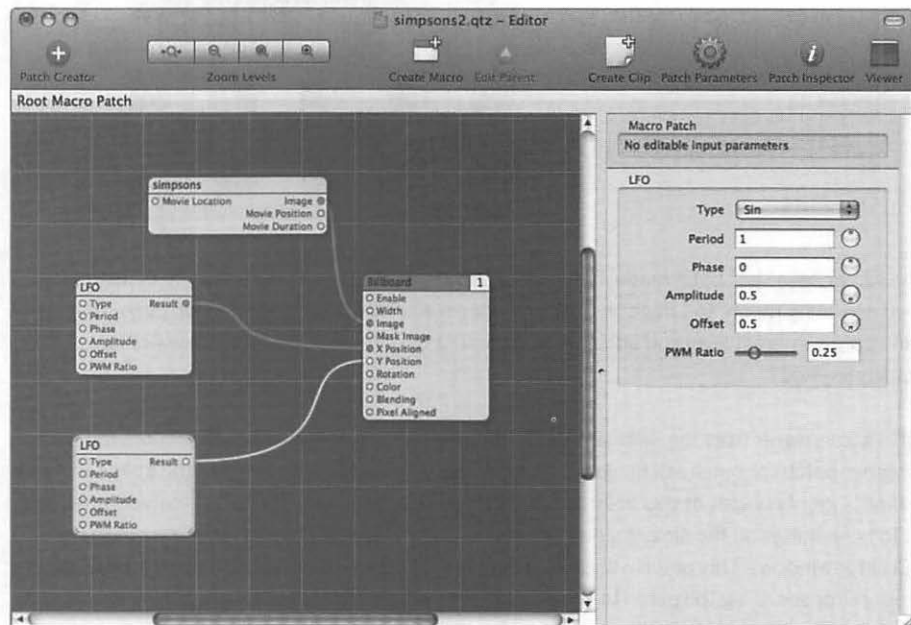 simpsons2.qtz – Editor
Patch Creator
Zoom Levels
Create Macro
Edit Parent
Create Clip
Patch Parameters
Patch Inspector
Viewer
Root Macro Patch
simpsons
Movie Location
Image
Movie Position
Movie Duration
LFO
Type
Result
Period
Phase
Amplitude
Offset
PWM Ratio
Billboard
1
Enable
Width
Image
Mask Image
X Position
Y Position
Rotation
Color
Blending
Pixel Aligned
LFO
Type
Result
Period
Phase
Amplitude
Offset
PWM Ratio
Macro Patch
No editable input parameters
LFO
Type Sin
Period 1
Phase 0
Amplitude 0.5
Offset 0.5
PWM Ratio 0.25